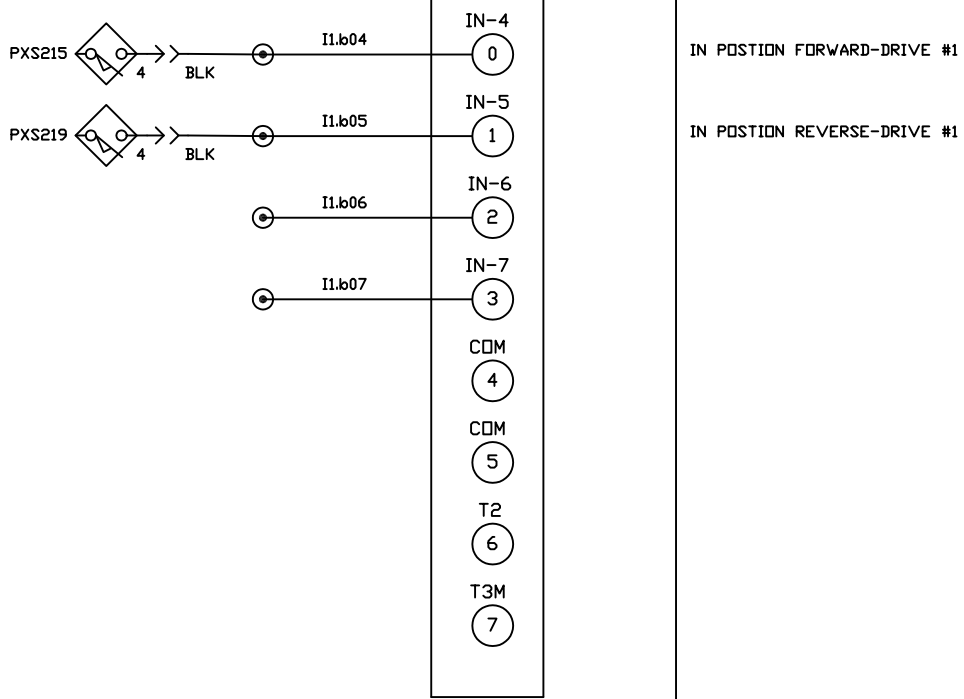 IN-4
PXS215 4 BLK I1.b04 0 IN POSTION FORWARD-DRIVE #1
IN-5
PXS219 4 BLK I1.b05 1 IN POSTION REVERSE-DRIVE #1
IN-6
I1.b06 2
IN-7
I1.b07 3
COM
4
COM
5
T2
6
T3M
7